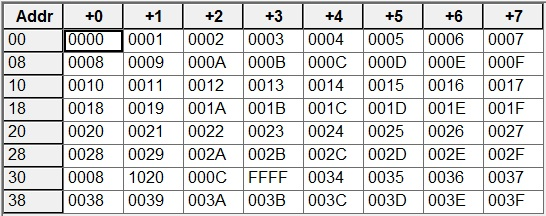 Addr +0 +1 +2 +3 +4 +5 +6 +7
00 0000 0001 0002 0003 0004 0005 0006 0007
08 0008 0009 000A 000B 000C 000D 000E 000F
10 0010 0011 0012 0013 0014 0015 0016 0017
18 0018 0019 001A 001B 001C 001D 001E 001F
20 0020 0021 0022 0023 0024 0025 0026 0027
28 0028 0029 002A 002B 002C 002D 002E 002F
30 0008 1020 000C FFFF 0034 0035 0036 0037
38 0038 0039 003A 003B 003C 003D 003E 003F